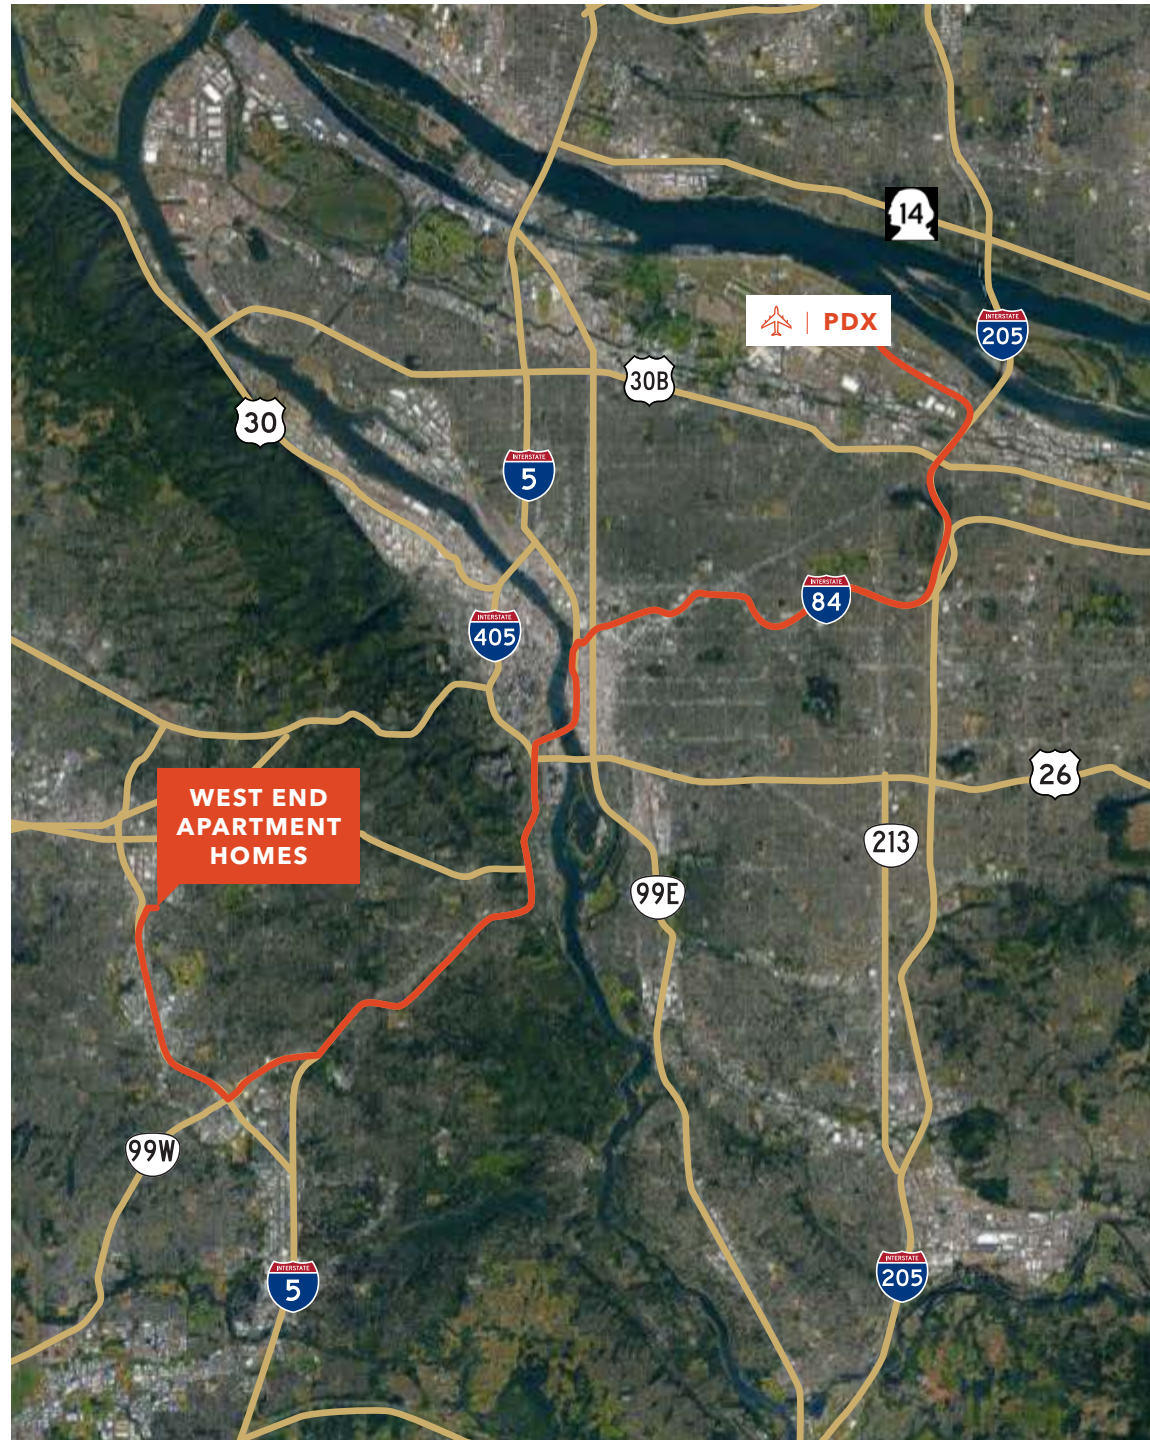 14
PDX
INTERSTATE
205
30B
30
INTERSTATE
5
INTERSTATE
84
INTERSTATE
405
26
WEST END
APARTMENT
HOMES
213
99E
99W
INTERSTATE
205
INTERSTATE
5